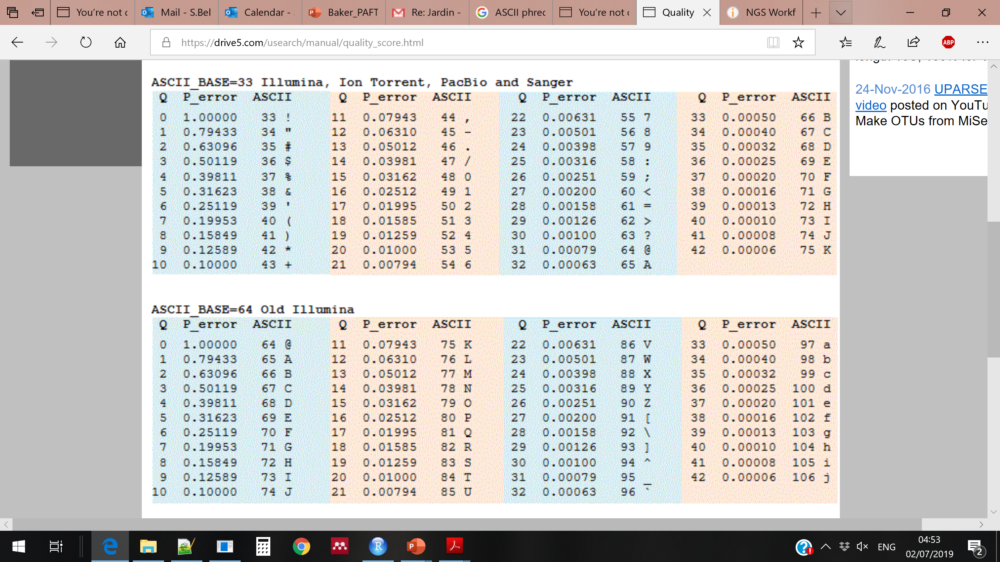 You're not
Mail - S.Bel
Calendar -
Baker_PAFT
Re: Jardin -
ASCII phrec
You're not
Quality
NGS Workf
https://drive5.com/usearch/manual/quality_score.html
ABP
24-Nov-2016 UPARSE
video posted on YouTu
Make OTUs from MiSe
ASCII_BASE=33 Illumina, Ion Torrent, PacBio and Sanger
Q P_error ASCII Q P_error ASCII Q P_error ASCII Q P_error ASCII
0 1.00000 33 ! 11 0.07943 44 , 22 0.00631 55 7 33 0.00050 66 B
1 0.79433 34 " 12 0.06310 45 - 23 0.00501 56 8 34 0.00040 67 C
2 0.63096 35 # 13 0.05012 46 . 24 0.00398 57 9 35 0.00032 68 D
3 0.50119 36 $ 14 0.03981 47 / 25 0.00316 58 : 36 0.00025 69 E
4 0.39811 37 % 15 0.03162 48 0 26 0.00251 59 ; 37 0.00020 70 F
5 0.31623 38 & 16 0.02512 49 1 27 0.00200 60 < 38 0.00016 71 G
6 0.25119 39 ' 17 0.01995 50 2 28 0.00158 61 = 39 0.00013 72 H
7 0.19953 40 ( 18 0.01585 51 3 29 0.00126 62 > 40 0.00010 73 I
8 0.15849 41 ) 19 0.01259 52 4 30 0.00100 63 ? 41 0.00008 74 J
9 0.12589 42 * 20 0.01000 53 5 31 0.00079 64 @ 42 0.00006 75 K
10 0.10000 43 + 21 0.00794 54 6 32 0.00063 65 A
ASCII_BASE=64 Old Illumina
Q P_error ASCII Q P_error ASCII Q P_error ASCII Q P_error ASCII
0 1.00000 64 @ 11 0.07943 75 K 22 0.00631 86 V 33 0.00050 97 a
1 0.79433 65 A 12 0.06310 76 L 23 0.00501 87 W 34 0.00040 98 b
2 0.63096 66 B 13 0.05012 77 M 24 0.00398 88 X 35 0.00032 99 c
3 0.50119 67 C 14 0.03981 78 N 25 0.00316 89 Y 36 0.00025 100 d
4 0.39811 68 D 15 0.03162 79 O 26 0.00251 90 Z 37 0.00020 101 e
5 0.31623 69 E 16 0.02512 80 P 27 0.00200 91 [ 38 0.00016 102 f
6 0.25119 70 F 17 0.01995 81 Q 28 0.00158 92 \ 39 0.00013 103 g
7 0.19953 71 G 18 0.01585 82 R 29 0.00126 93 ] 40 0.00010 104 h
8 0.15849 72 H 19 0.01259 83 S 30 0.00100 94 ^ 41 0.00008 105 i
9 0.12589 73 I 20 0.01000 84 T 31 0.00079 95 _ 42 0.00006 106 j
10 0.10000 74 J 21 0.00794 85 U 32 0.00063 96 `
ENG
04:53
02/07/2019
2